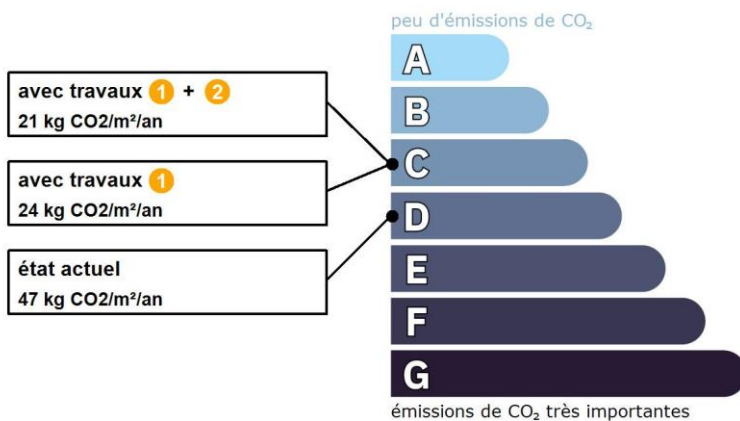 peu d'émissions de CO₂
A
avec travaux 1 + 2
21 kg CO2/m²/an
B
C
avec travaux 1
24 kg CO2/m²/an
D
état actuel
47 kg CO2/m²/an
E
F
G
émissions de CO₂ très importantes